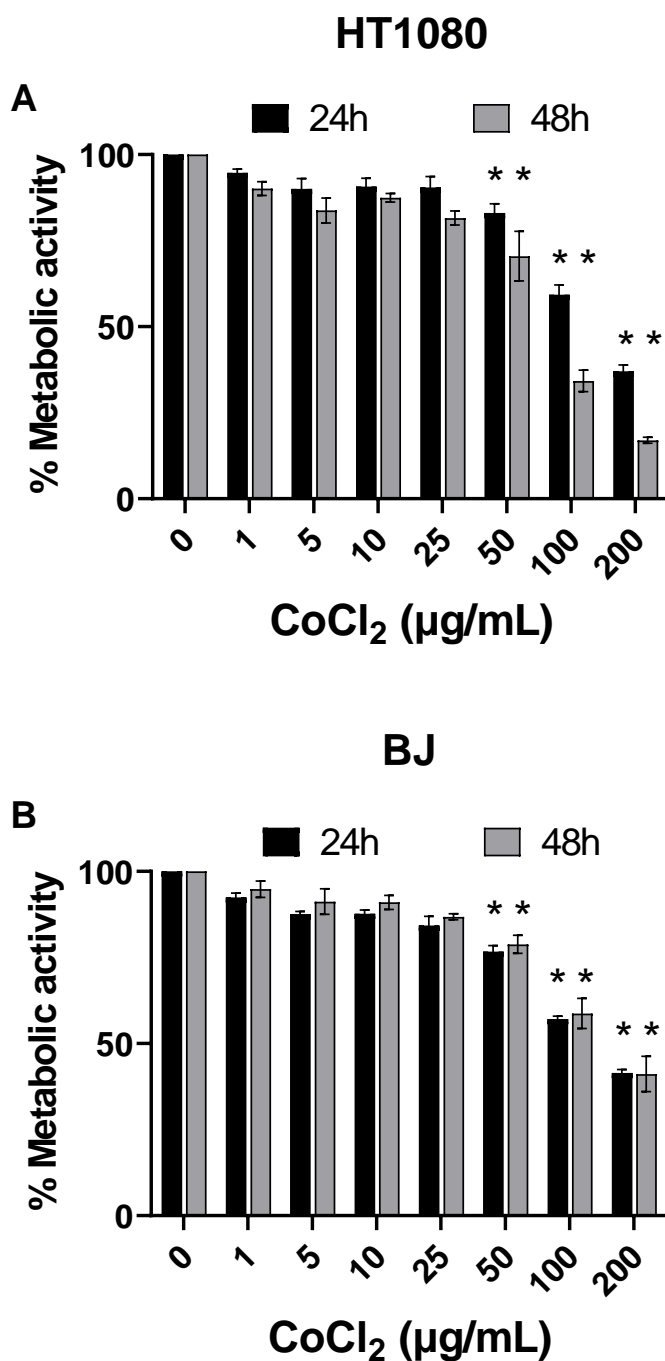 HT1080
A
24h 48h
% Metabolic activity
100
50
0
* *
* *
* *
0 1 5 10 25 50 100 200
CoCl₂ (µg/mL)
BJ
B
24h 48h
% Metabolic activity
100
50
0
* *
* *
* *
0 1 5 10 25 50 100 200
CoCl₂ (µg/mL)